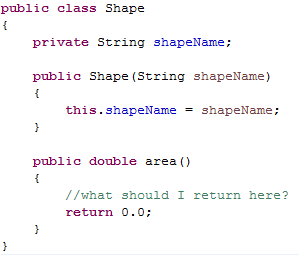 public class Shape
{
    private String shapeName;

    public Shape(String shapeName)
    {
        this.shapeName = shapeName;
    }

    public double area()
    {
        //what should I return here?
        return 0.0;
    }
}